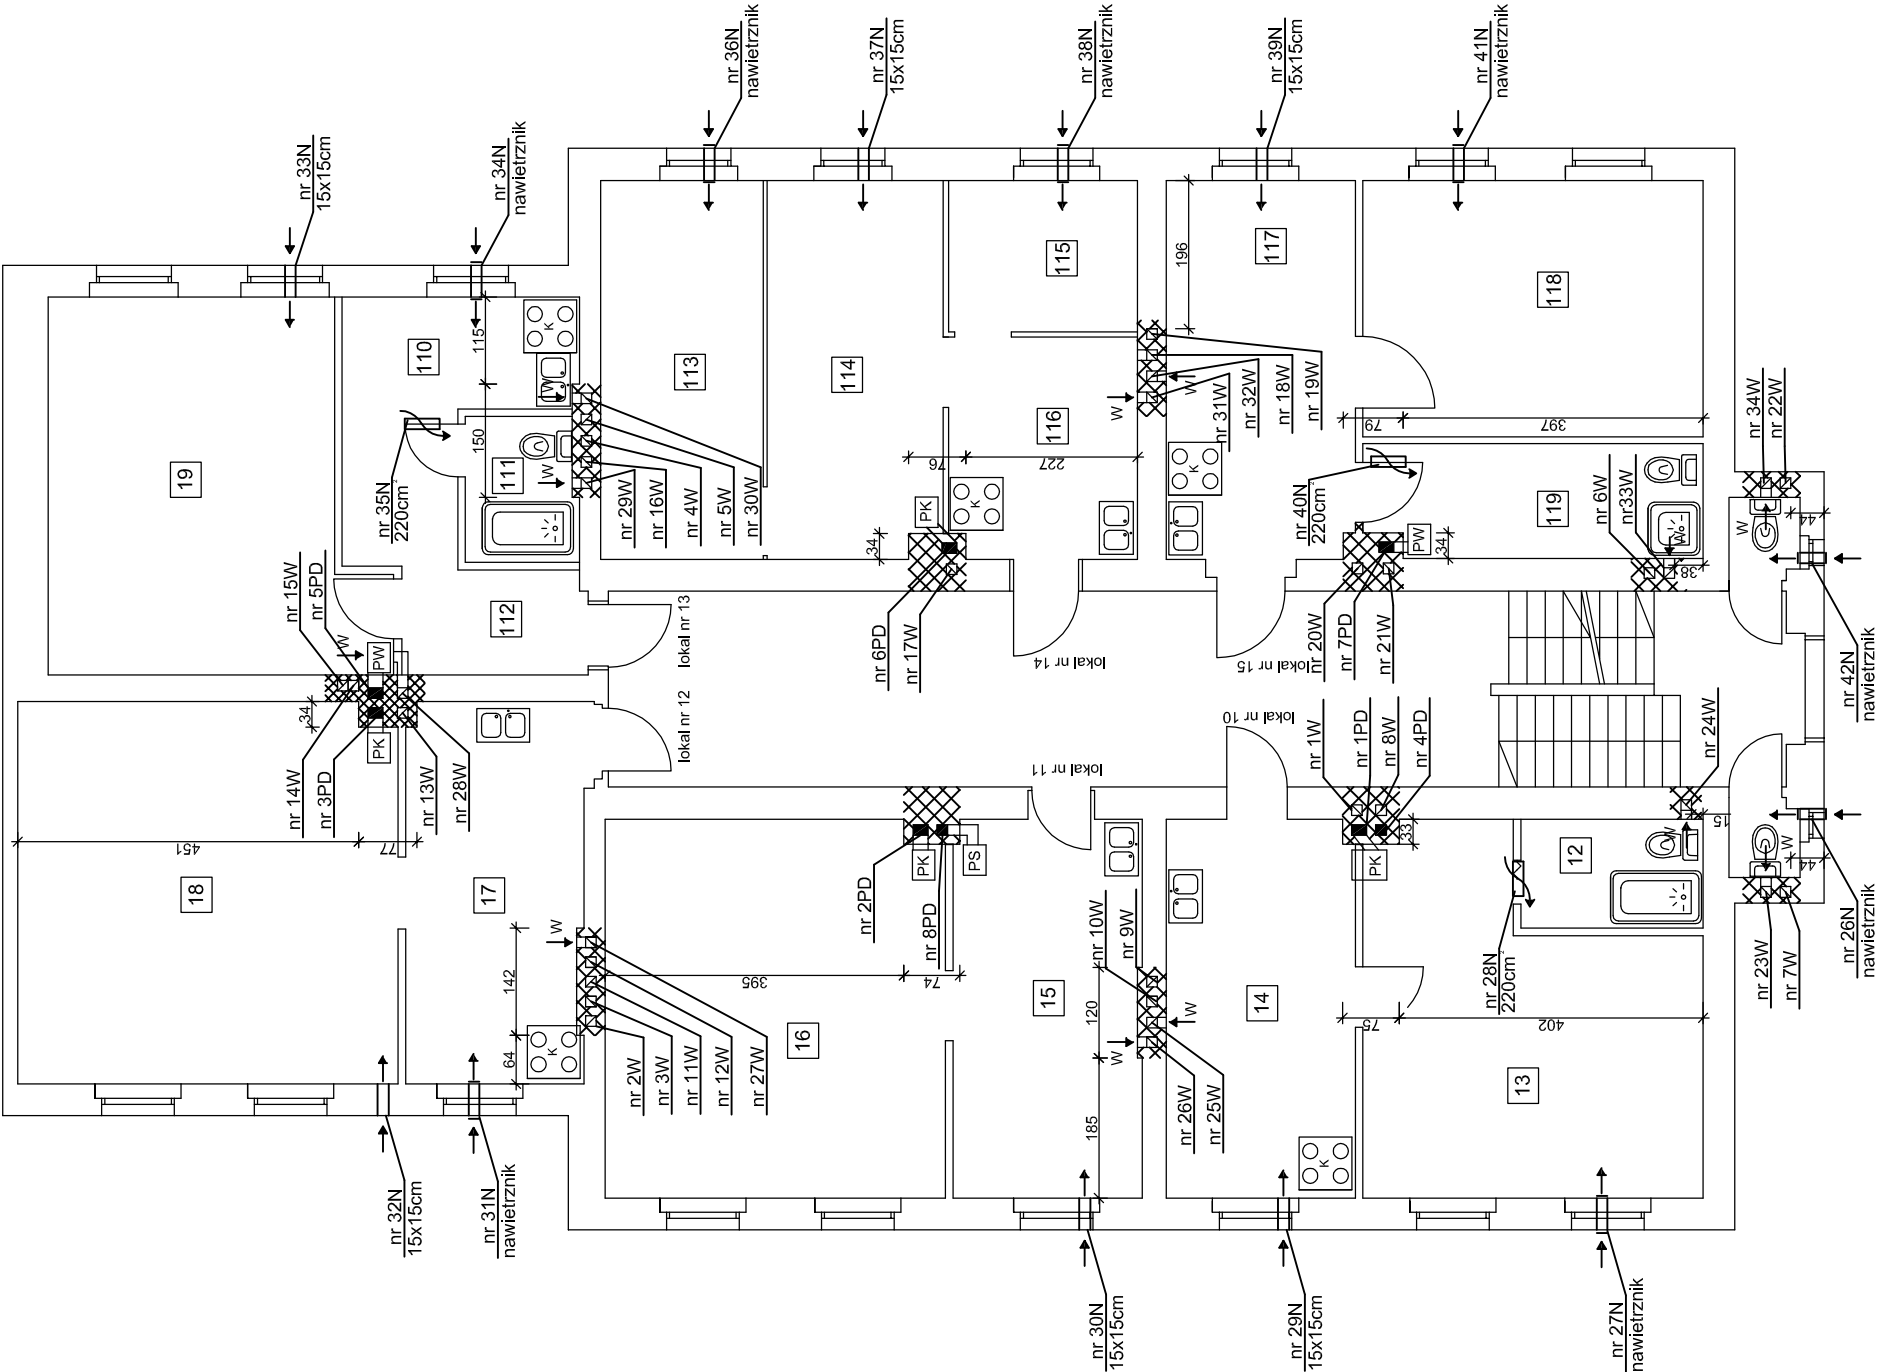 nr 33N
15x15cm
nr 34N
nawietrznik
nr 36N
nawietrznik
nr 37N
15x15cm
nr 38N
nawietrznik
nr 39N
15x15cm
nr 41N
nawietrznik
19
110
115
150
K
W
111
W
nr 35N
220cm²
112
nr 15W
nr 5PD
W
PW
34
PK
nr 14W
nr 3PD
nr 13W
nr 28W
nr 29W
nr 16W
nr 4W
nr 5W
nr 30W
113
114
115
116
76
227
PK
K
34
nr 6PD
nr 17W
lokal nr 13
lokal nr 12
lokal nr 14
lokal nr 15
lokal nr 10
lokal nr 11
196
117
W
W
nr 31W
nr 32W
nr 18W
nr 19W
K
118
79
397
nr 40N
220cm²
119
PW
34
nr 20W
nr 7PD
nr 21W
nr 6W
nr33W
W
38
nr 34W
nr 22W
W
44
nr 42N
nawietrznik
451
77
18
17
142
64
W
K
nr 2W
nr 3W
nr 11W
nr 12W
nr 27W
nr 32N
15x15cm
nr 31N
nawietrznik
395
74
16
PK
PS
nr 2PD
nr 8PD
15
120
185
W
W
nr 10W
nr 9W
nr 26W
nr 25W
nr 30N
15x15cm
14
K
nr 29N
15x15cm
nr 1W
nr 1PD
nr 8W
nr 4PD
PK
33
75
402
13
12
nr 28N
220cm²
nr 24W
W
15
W
44
nr 23W
nr 7W
nr 26N
nawietrznik
nr 27N
nawietrznik